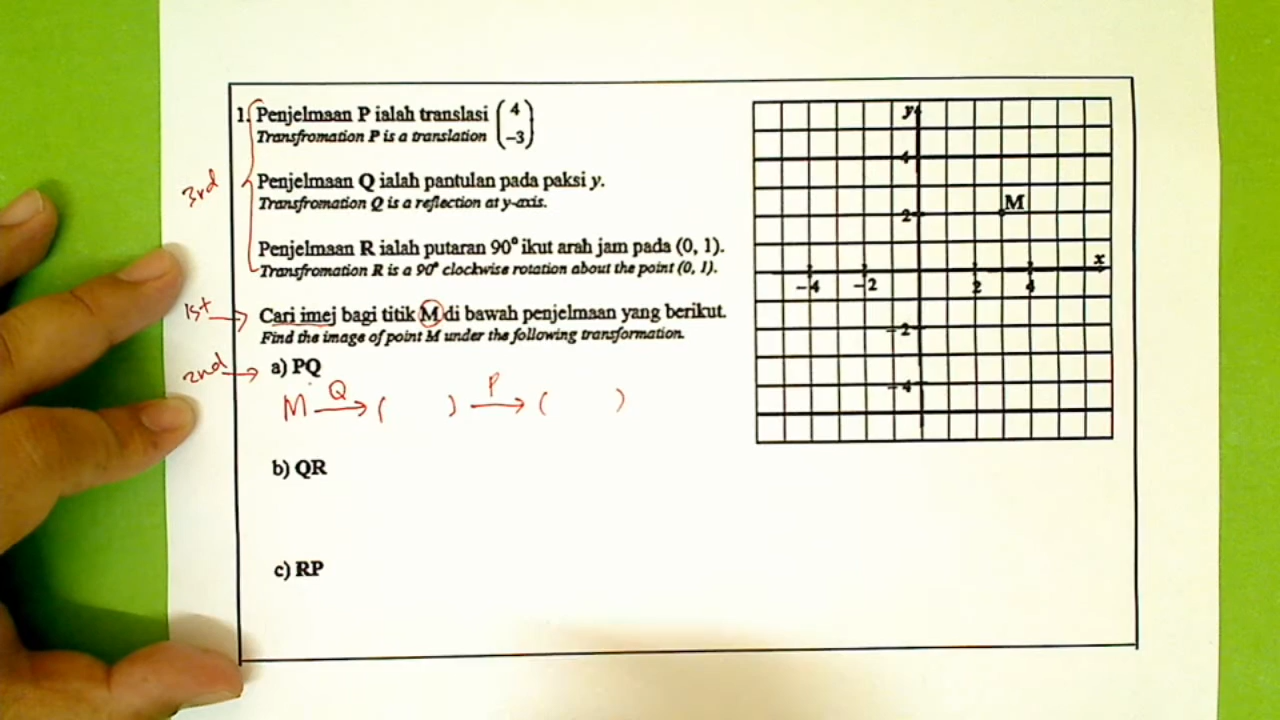 1. Penjelmaan P ialah translasi (4 −3)
Transfromation P is a translation
3rd
Penjelmaan Q ialah pantulan pada paksi y.
Transfromation Q is a reflection at y-axis.
Penjelmaan R ialah putaran 90° ikut arah jam pada (0, 1).
Transfromation R is a 90° clockwise rotation about the point (0, 1).
1st → Cari imej bagi titik M di bawah penjelmaan yang berikut.
Find the image of point M under the following transformation.
2nd → a) PQ
M Q→ ( ) P→ ( )
b) QR
c) RP
y
4
M
2
x
−4 −2 2 4
−2
−4